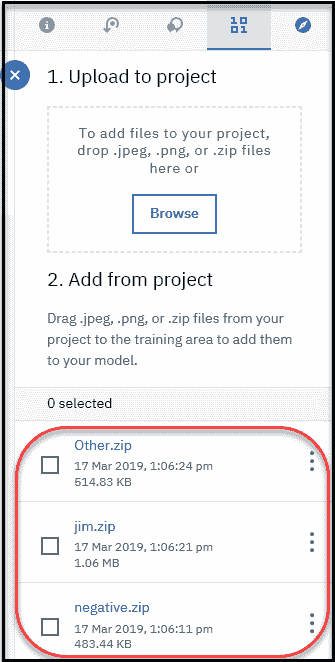 1. Upload to project
To add files to your project,
drop .jpeg, .png, or .zip files
here or
Browse
2. Add from project
Drag .jpeg, .png, or .zip files from your
project to the training area to add them
to your model.
0 selected
Other.zip
17 Mar 2019, 1:06:24 pm
514.83 KB
jim.zip
17 Mar 2019, 1:06:21 pm
1.06 MB
negative.zip
17 Mar 2019, 1:06:11 pm
483.44 KB